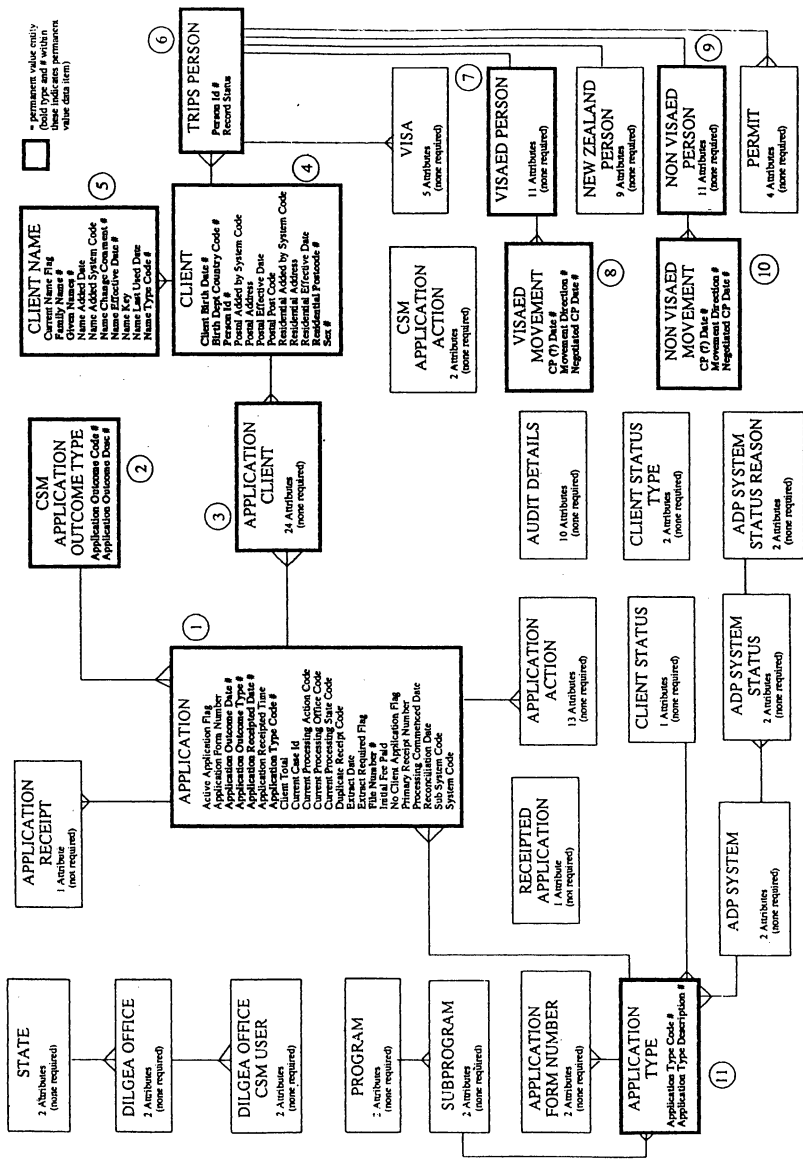 = permanent value entity
(bold type and # within
these indicates permanent
value data item)
STATE
2 Attributes
(none required)
DILGEA OFFICE
2 Attributes
(none required)
DILGEA OFFICE
CSM USER
2 Attributes
(none required)
PROGRAM
2 Attributes
(none required)
SUBPROGRAM
2 Attributes
(none required)
APPLICATION
FORM NUMBER
2 Attributes
(none required)
APPLICATION
TYPE
Application Type Code #
Application Type Description #
11
APPLICATION
RECEIPT
1 Attribute
(not required)
1
APPLICATION
Active Application Flag
Application Form Number
Application Outcome Date #
Application Outcome Type #
Application Receipted Date #
Application Receipted Time
Application Type Code #
Client Total
Current Case Id
Current Processing Action Code
Current Processing Office Code
Current Processing State Code
Duplicate Receipt Code
Extract Date
Extract Required Flag
File Number #
Initial Fee Paid
No Client Application Flag
Primary Receipt Number
Processing Commenced Date
Reconciliation Date
Sub System Code
System Code
RECEIPTED
APPLICATION
1 Attribute
(not required)
APPLICATION
ACTION
13 Attributes
(none required)
ADP SYSTEM
2 Attributes
(none required)
CLIENT STATUS
1 Attributes
(none required)
ADP SYSTEM
STATUS
2 Attributes
(none required)
CSM
APPLICATION
OUTCOME TYPE
Application Outcome Code #
Application Outcome Desc #
2
3
APPLICATION
CLIENT
24 Attributes
(none required)
AUDIT DETAILS
10 Attributes
(none required)
CLIENT STATUS
TYPE
2 Attributes
(none required)
ADP SYSTEM
STATUS REASON
2 Attributes
(none required)
CLIENT NAME
Current Name Flag
Family Name #
Given Names #
Name Added Date
Name Added System Code
Name Change Comment #
Name Effective Date #
Name Key
Name Last Used Date
Name Type Code #
5
CLIENT
Client Birth Date #
Birth Dept Country Code #
Person Id #
Postal Added by System Code
Postal Address
Postal Effective Date
Postal Post Code
Residential Added by System Code
Residential Address
Residential Effective Date
Residential Postcode #
Sex #
4
CSM
APPLICATION
ACTION
2 Attributes
(none required)
VISAED
MOVEMENT
CP (?) Date #
Movement Direction #
Negotiated CP Date #
8
NON VISAED
MOVEMENT
CP (?) Date #
Movement Direction #
Negotiated CP Date #
10
6
TRIPS PERSON
Person Id #
Record Status
VISA
5 Attributes
(none required)
7
VISAED PERSON
11 Attributes
(none required)
NEW ZEALAND
PERSON
9 Attributes
(none required)
9
NON VISAED
PERSON
11 Attributes
(none required)
PERMIT
4 Attributes
(none required)